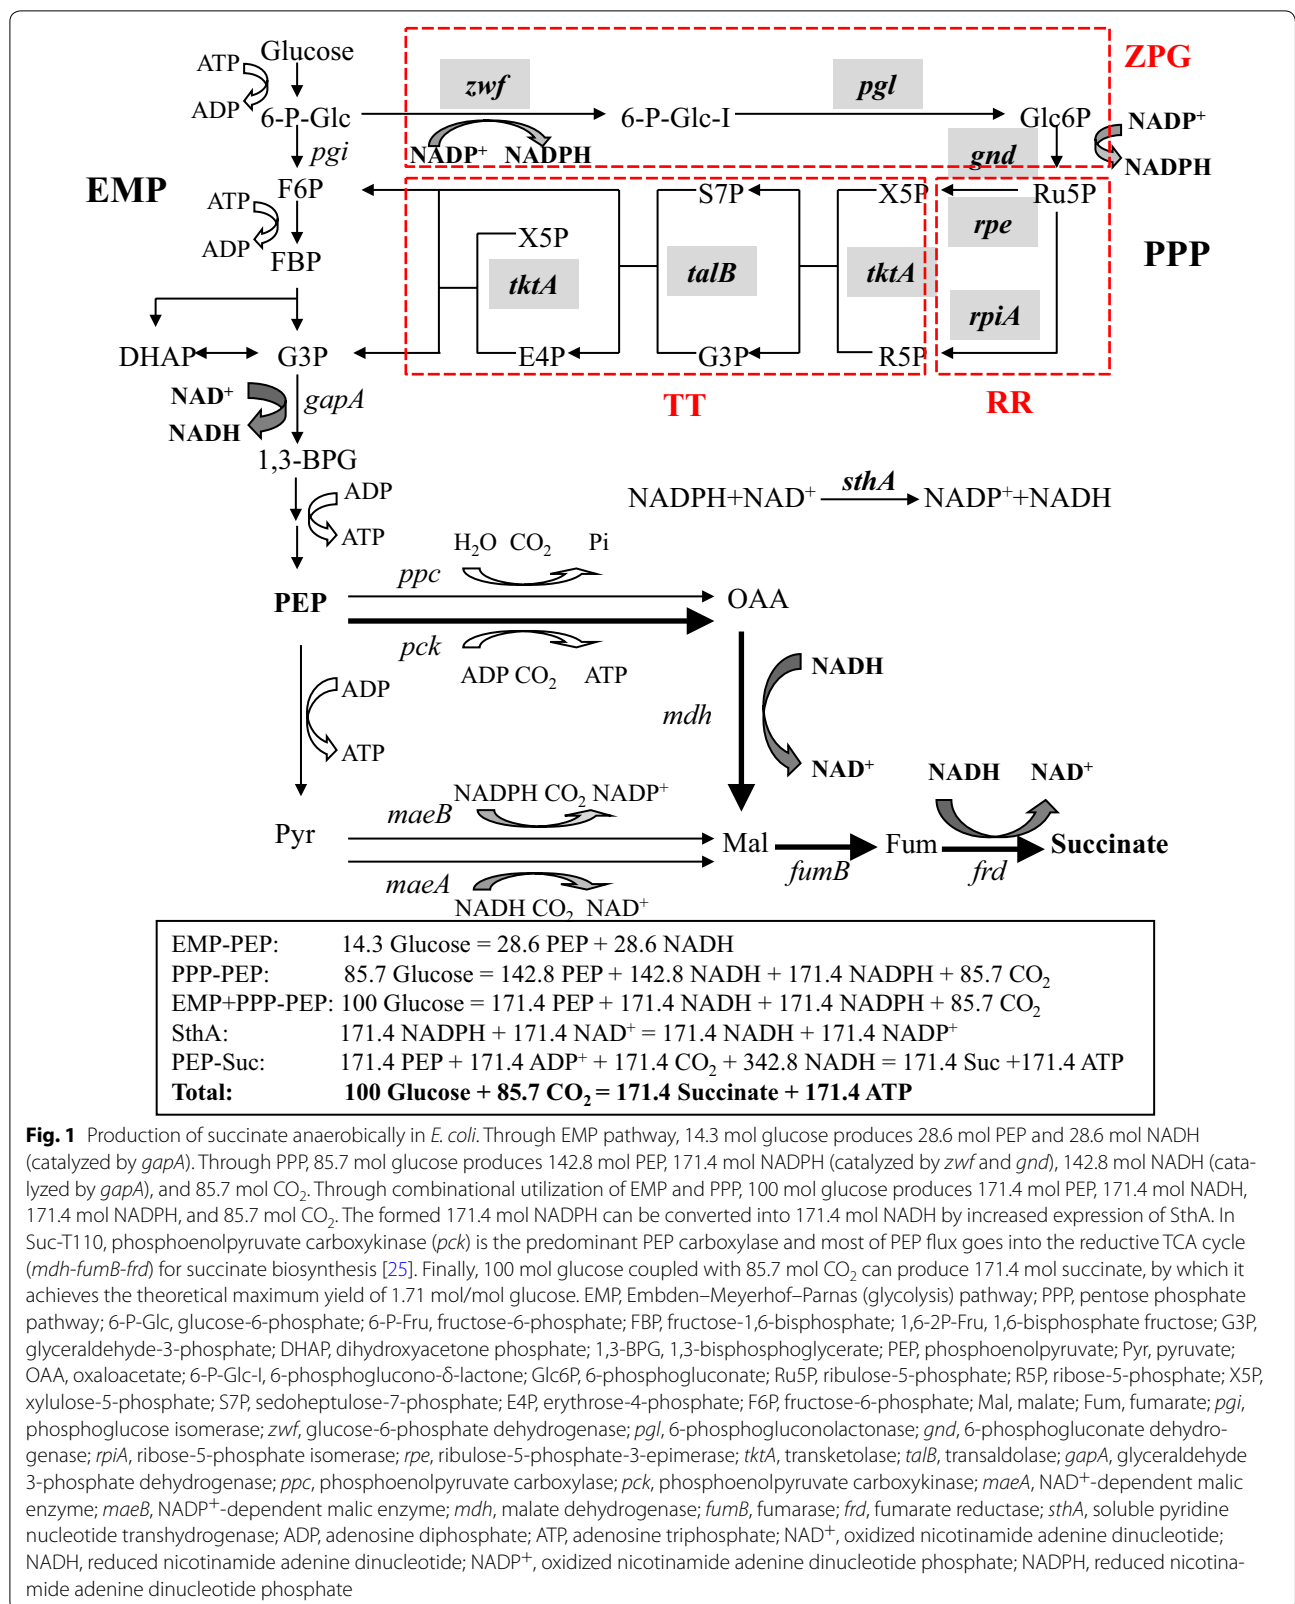 Glucose
ATP
ADP
ZPG
zwf
pgl
6-P-Glc
6-P-Glc-I
Glc6P
NADP⁺
NADPH
NADP⁺ NADPH
pgi
gnd
EMP
F6P
S7P
X5P
Ru5P
ATP
ADP
rpe
X5P
PPP
FBP
tktA
talB
tktA
rpiA
DHAP
G3P
E4P
G3P
R5P
TT
RR
NAD⁺
NADH
gapA
1,3-BPG
ADP
ATP
NADPH+NAD⁺
sthA
NADP⁺+NADH
H₂O CO₂ Pi
ppc
PEP
OAA
pck
ADP CO₂ ATP
NADH
NAD⁺
mdh
ADP
ATP
NADH
NAD⁺
NADPH CO₂ NADP⁺
maeB
Pyr
Mal
Fum
Succinate
maeA
fumB
frd
NADH CO₂ NAD⁺
EMP-PEP: 14.3 Glucose = 28.6 PEP + 28.6 NADH
PPP-PEP: 85.7 Glucose = 142.8 PEP + 142.8 NADH + 171.4 NADPH + 85.7 CO₂
EMP+PPP-PEP: 100 Glucose = 171.4 PEP + 171.4 NADH + 171.4 NADPH + 85.7 CO₂
SthA: 171.4 NADPH + 171.4 NAD⁺ = 171.4 NADH + 171.4 NADP⁺
PEP-Suc: 171.4 PEP + 171.4 ADP⁺ + 171.4 CO₂ + 342.8 NADH = 171.4 Suc +171.4 ATP
Total: 100 Glucose + 85.7 CO₂ = 171.4 Succinate + 171.4 ATP
Fig. 1 Production of succinate anaerobically in E. coli. Through EMP pathway, 14.3 mol glucose produces 28.6 mol PEP and 28.6 mol NADH
(catalyzed by gapA). Through PPP, 85.7 mol glucose produces 142.8 mol PEP, 171.4 mol NADPH (catalyzed by zwf and gnd), 142.8 mol NADH (cata-
lyzed by gapA), and 85.7 mol CO₂. Through combinational utilization of EMP and PPP, 100 mol glucose produces 171.4 mol PEP, 171.4 mol NADH,
171.4 mol NADPH, and 85.7 mol CO₂. The formed 171.4 mol NADPH can be converted into 171.4 mol NADH by increased expression of SthA. In
Suc-T110, phosphoenolpyruvate carboxykinase (pck) is the predominant PEP carboxylase and most of PEP flux goes into the reductive TCA cycle
(mdh-fumB-frd) for succinate biosynthesis [25]. Finally, 100 mol glucose coupled with 85.7 mol CO₂ can produce 171.4 mol succinate, by which it
achieves the theoretical maximum yield of 1.71 mol/mol glucose. EMP, Embden–Meyerhof–Parnas (glycolysis) pathway; PPP, pentose phosphate
pathway; 6-P-Glc, glucose-6-phosphate; 6-P-Fru, fructose-6-phosphate; FBP, fructose-1,6-bisphosphate; 1,6-2P-Fru, 1,6-bisphosphate fructose; G3P,
glyceraldehyde-3-phosphate; DHAP, dihydroxyacetone phosphate; 1,3-BPG, 1,3-bisphosphoglycerate; PEP, phosphoenolpyruvate; Pyr, pyruvate;
OAA, oxaloacetate; 6-P-Glc-I, 6-phosphoglucono-δ-lactone; Glc6P, 6-phosphogluconate; Ru5P, ribulose-5-phosphate; R5P, ribose-5-phosphate; X5P,
xylulose-5-phosphate; S7P, sedoheptulose-7-phosphate; E4P, erythrose-4-phosphate; F6P, fructose-6-phosphate; Mal, malate; Fum, fumarate; pgi,
phosphoglucose isomerase; zwf, glucose-6-phosphate dehydrogenase; pgl, 6-phosphogluconolactonase; gnd, 6-phosphogluconate dehydro-
genase; rpiA, ribose-5-phosphate isomerase; rpe, ribulose-5-phosphate-3-epimerase; tktA, transketolase; talB, transaldolase; gapA, glyceraldehyde
3-phosphate dehydrogenase; ppc, phosphoenolpyruvate carboxylase; pck, phosphoenolpyruvate carboxykinase; maeA, NAD⁺-dependent malic
enzyme; maeB, NADP⁺-dependent malic enzyme; mdh, malate dehydrogenase; fumB, fumarase; frd, fumarate reductase; sthA, soluble pyridine
nucleotide transhydrogenase; ADP, adenosine diphosphate; ATP, adenosine triphosphate; NAD⁺, oxidized nicotinamide adenine dinucleotide;
NADH, reduced nicotinamide adenine dinucleotide; NADP⁺, oxidized nicotinamide adenine dinucleotide phosphate; NADPH, reduced nicotina-
mide adenine dinucleotide phosphate